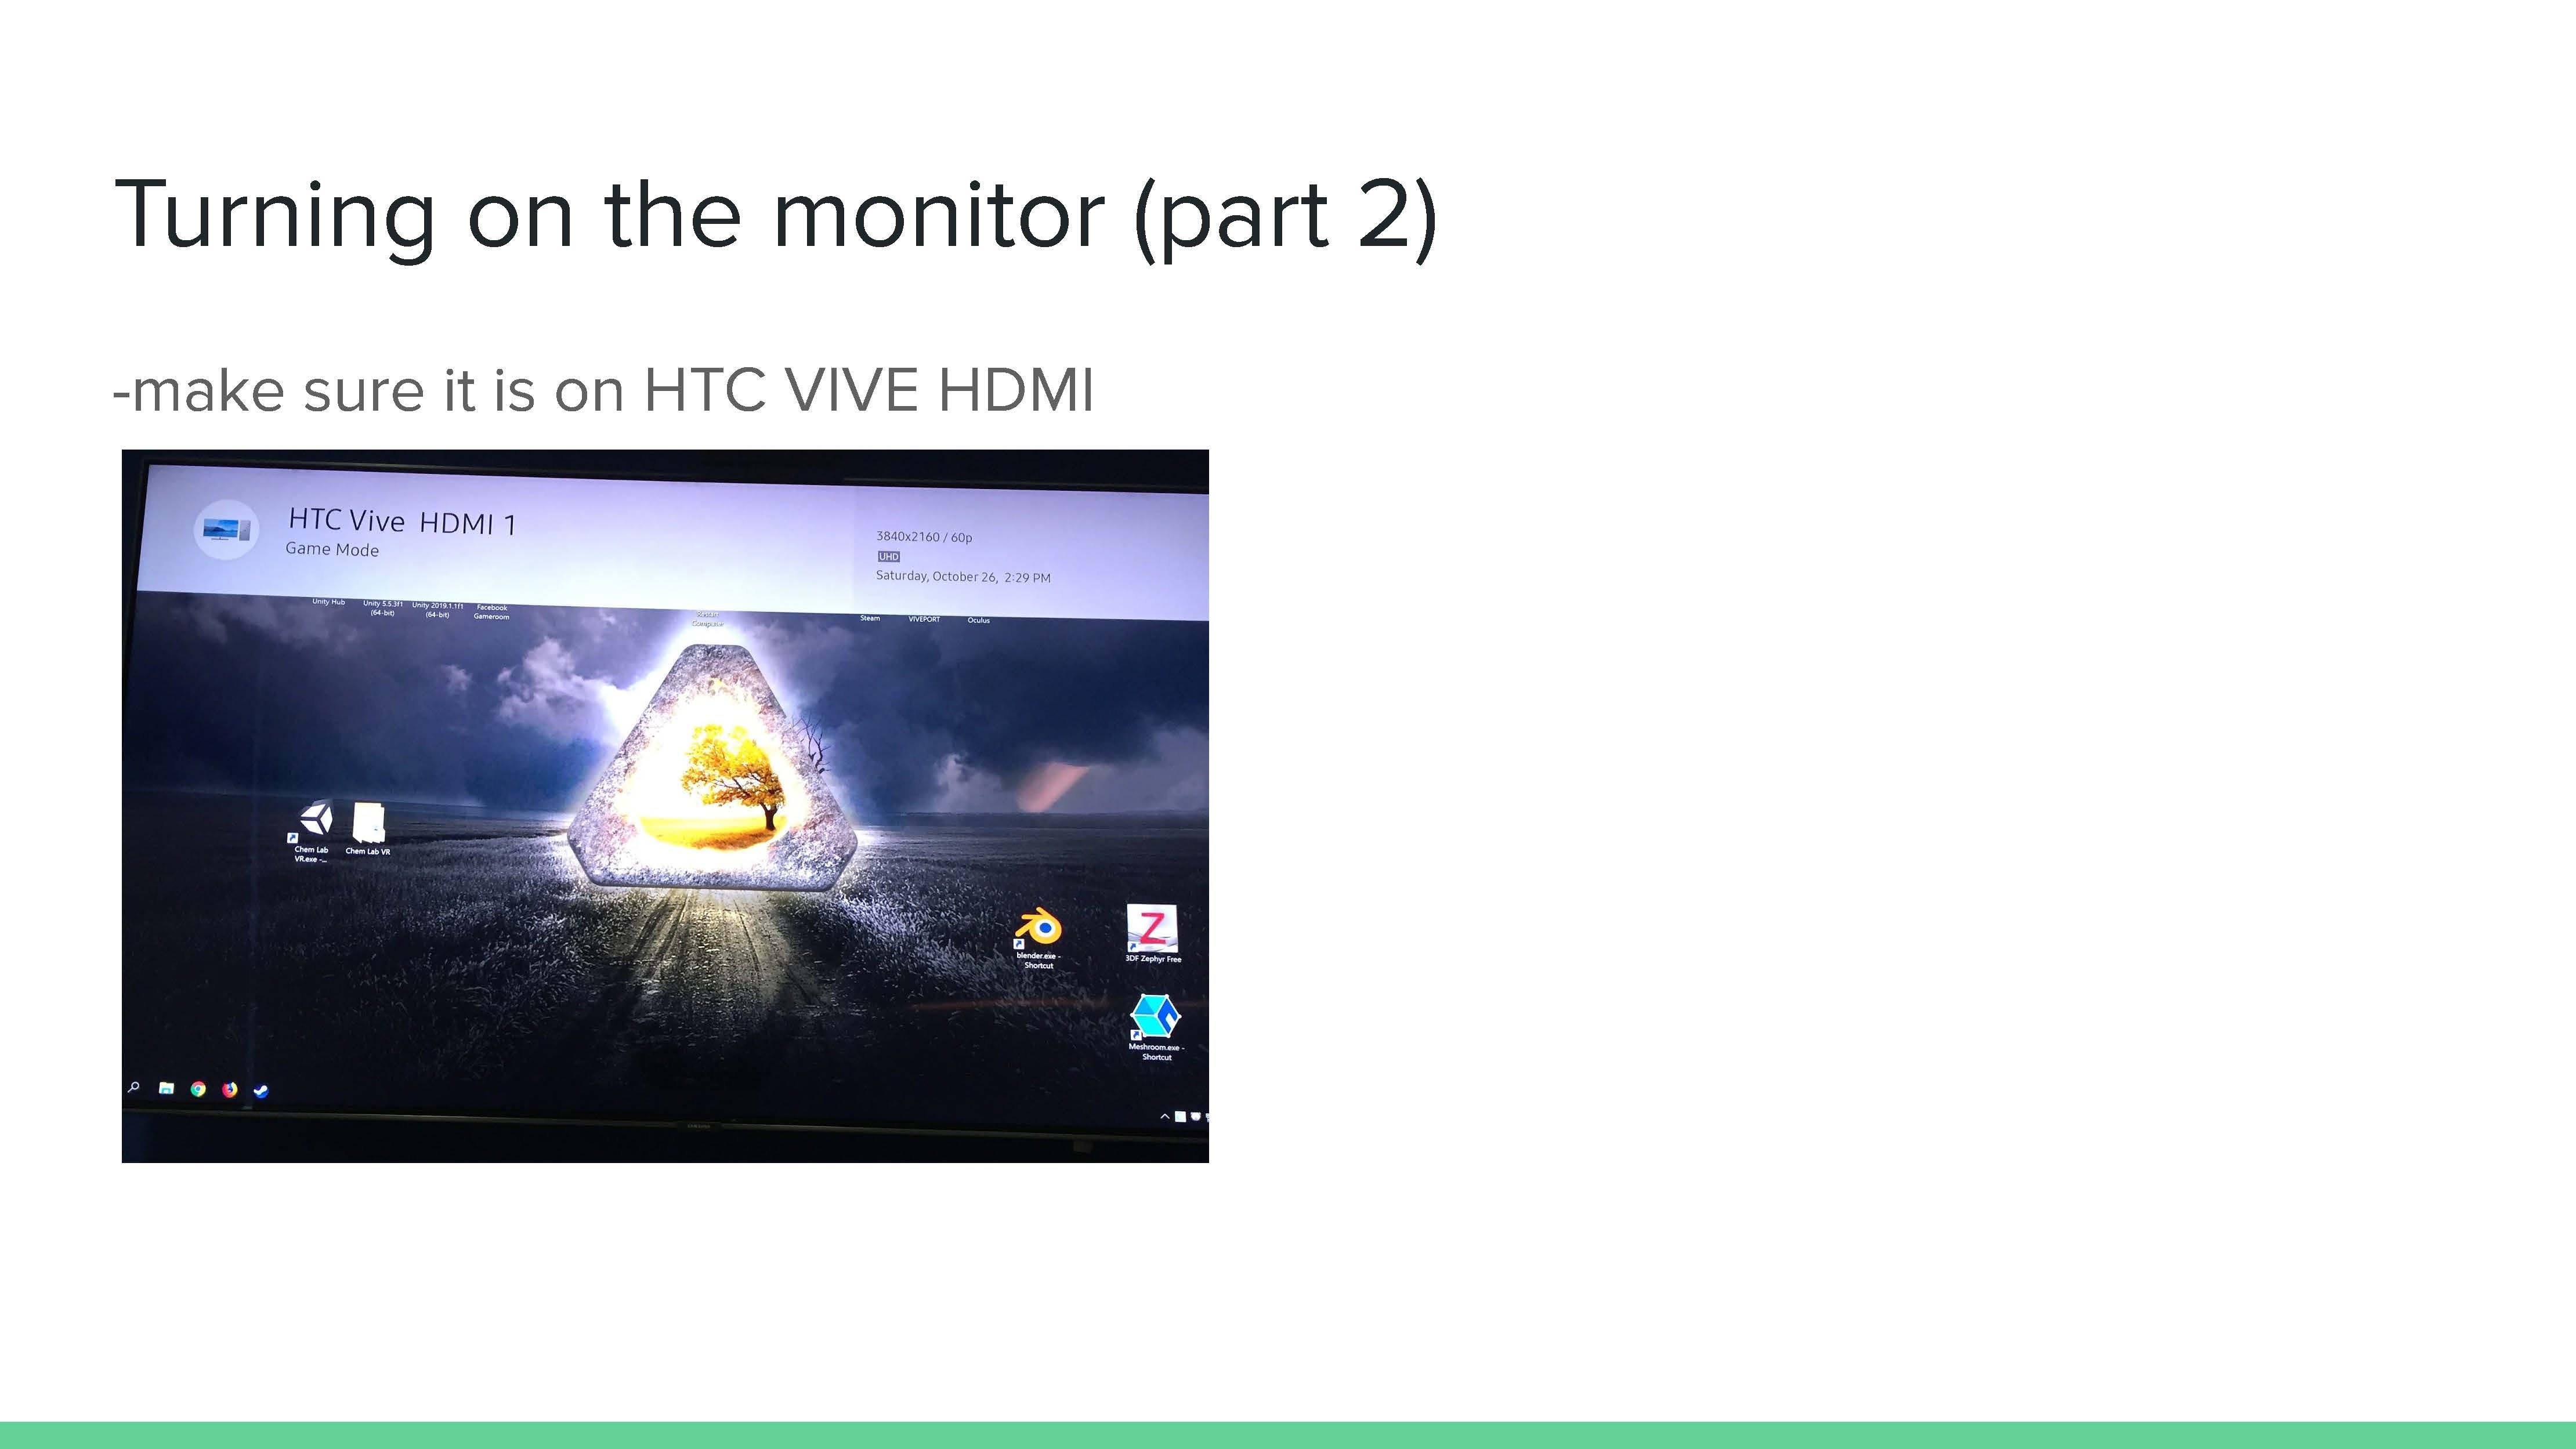 Turning on the monitor (part 2)
-make sure it is on HTC VIVE HDMI
HTC Vive HDMI 1
Game Mode
3840x2160 / 60p
UHD
Saturday, October 26, 2:29 PM
Unity Hub
Unity 5.5.3f1
(64-bit)
Unity 2019.1.1f1
(64-bit)
Facebook
Gameroom
Restart
Computer
Steam
VIVEPORT
Oculus
Chem Lab
VR.exe -...
Chem Lab VR
blender.exe -
Shortcut
Z
3DF Zephyr Free
Meshroom.exe -
Shortcut
SAMSUNG